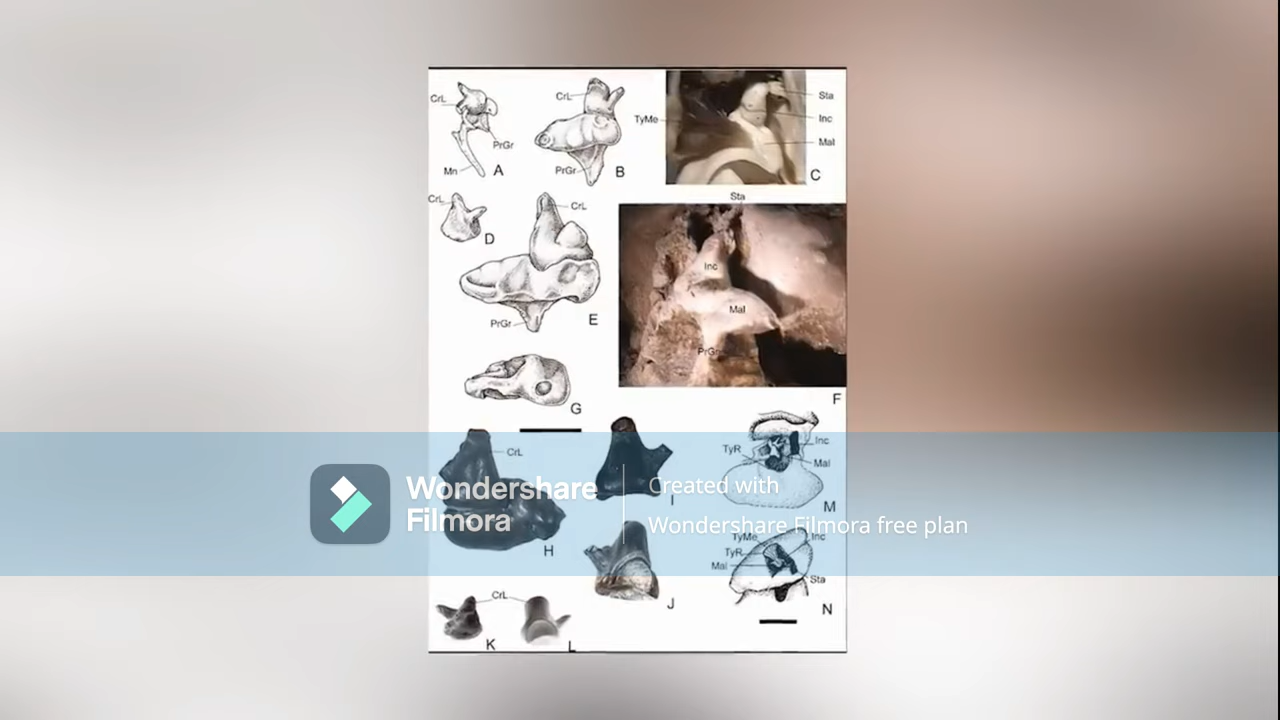 CrL
PrGr
Mn
A
CrL
PrGr
B
TyMe
Sta
Inc
Mal
C
CrL
D
CrL
PrGr
E
Sta
Inc
Mal
PrGr
F
G
CrL
H
I
TyR
Inc
Mal
M
Wondershare
Filmora
Created with
Wondershare Filmora free plan
J
TyMe
TyR
Mal
Inc
Sta
N
CrL
K
L